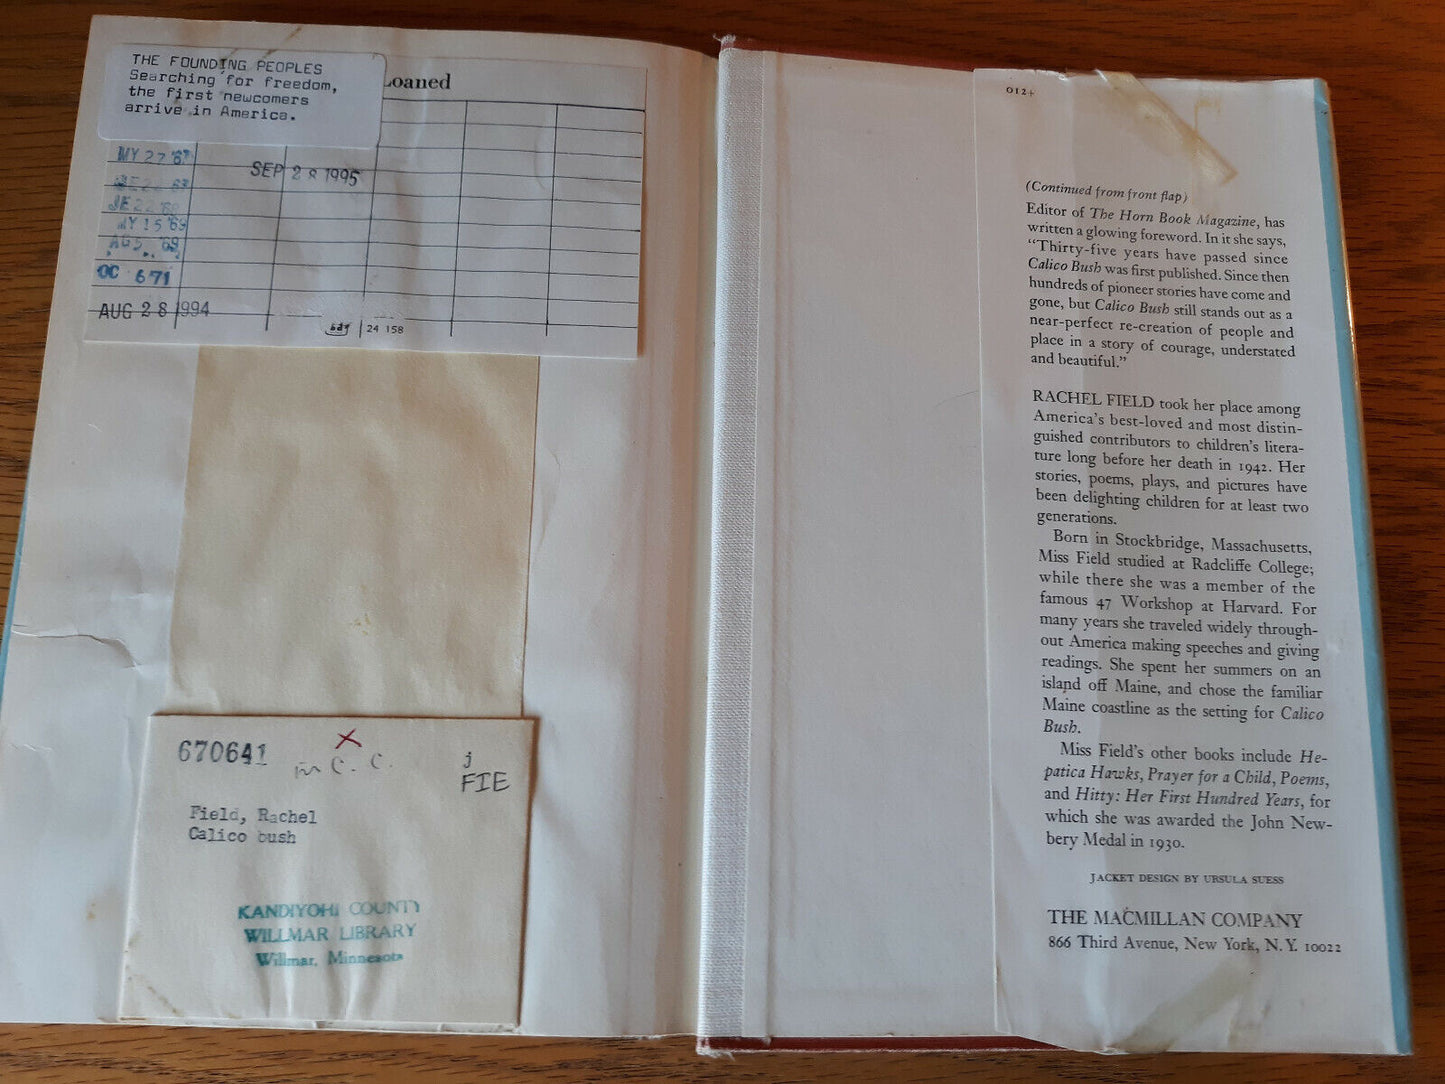 THE FOUNDING PEOPLES
Searching for freedom,
the first newcomers
arrive in America.
Loaned
MY 27 '67
JE 22 '68
MY 15 '69
OC 6 71
AUG 28 1994
SEP 28 1995
24 158
670641
X
m C. C.
j
FIE
Field, Rachel
Calico bush
KANDIYOHI COUNTY
WILLMAR LIBRARY
Willmar, Minnesota
012+
(Continued from front flap)
Editor of The Horn Book Magazine, has
written a glowing foreword. In it she says,
“Thirty-five years have passed since
Calico Bush was first published. Since then
hundreds of pioneer stories have come and
gone, but Calico Bush still stands out as a
near-perfect re-creation of people and
place in a story of courage, understated
and beautiful.”
RACHEL FIELD took her place among
America's best-loved and most distin-
guished contributors to children's litera-
ture long before her death in 1942. Her
stories, poems, plays, and pictures have
been delighting children for at least two
generations.
Born in Stockbridge, Massachusetts,
Miss Field studied at Radcliffe College;
while there she was a member of the
famous 47 Workshop at Harvard. For
many years she traveled widely through-
out America making speeches and giving
readings. She spent her summers on an
island off Maine, and chose the familiar
Maine coastline as the setting for Calico
Bush.
Miss Field's other books include He-
patica Hawks, Prayer for a Child, Poems,
and Hitty: Her First Hundred Years, for
which she was awarded the John New-
bery Medal in 1930.
JACKET DESIGN BY URSULA SUESS
THE MACMILLAN COMPANY
866 Third Avenue, New York, N.Y. 10022